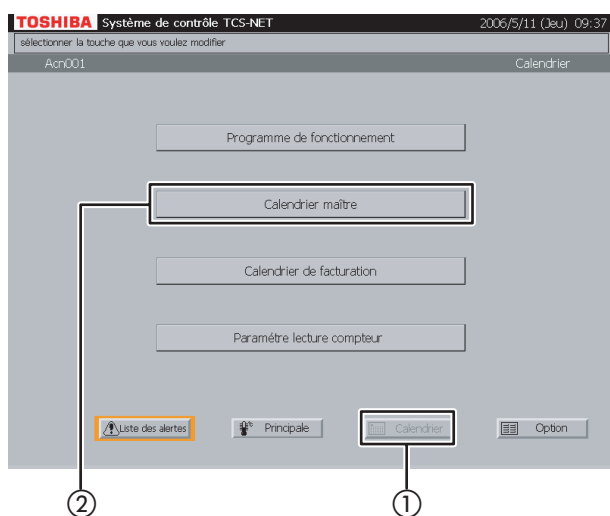 TOSHIBA Système de contrôle TCS-NET 2006/5/11 (Jeu) 09:37
sélectionner la touche que vous voulez modifier
Acn001 Calendrier
Programme de fonctionnement
Calendrier maître
Calendrier de facturation
Paramétre lecture compteur
Liste des alertes Principale Calendrier Option
② ①